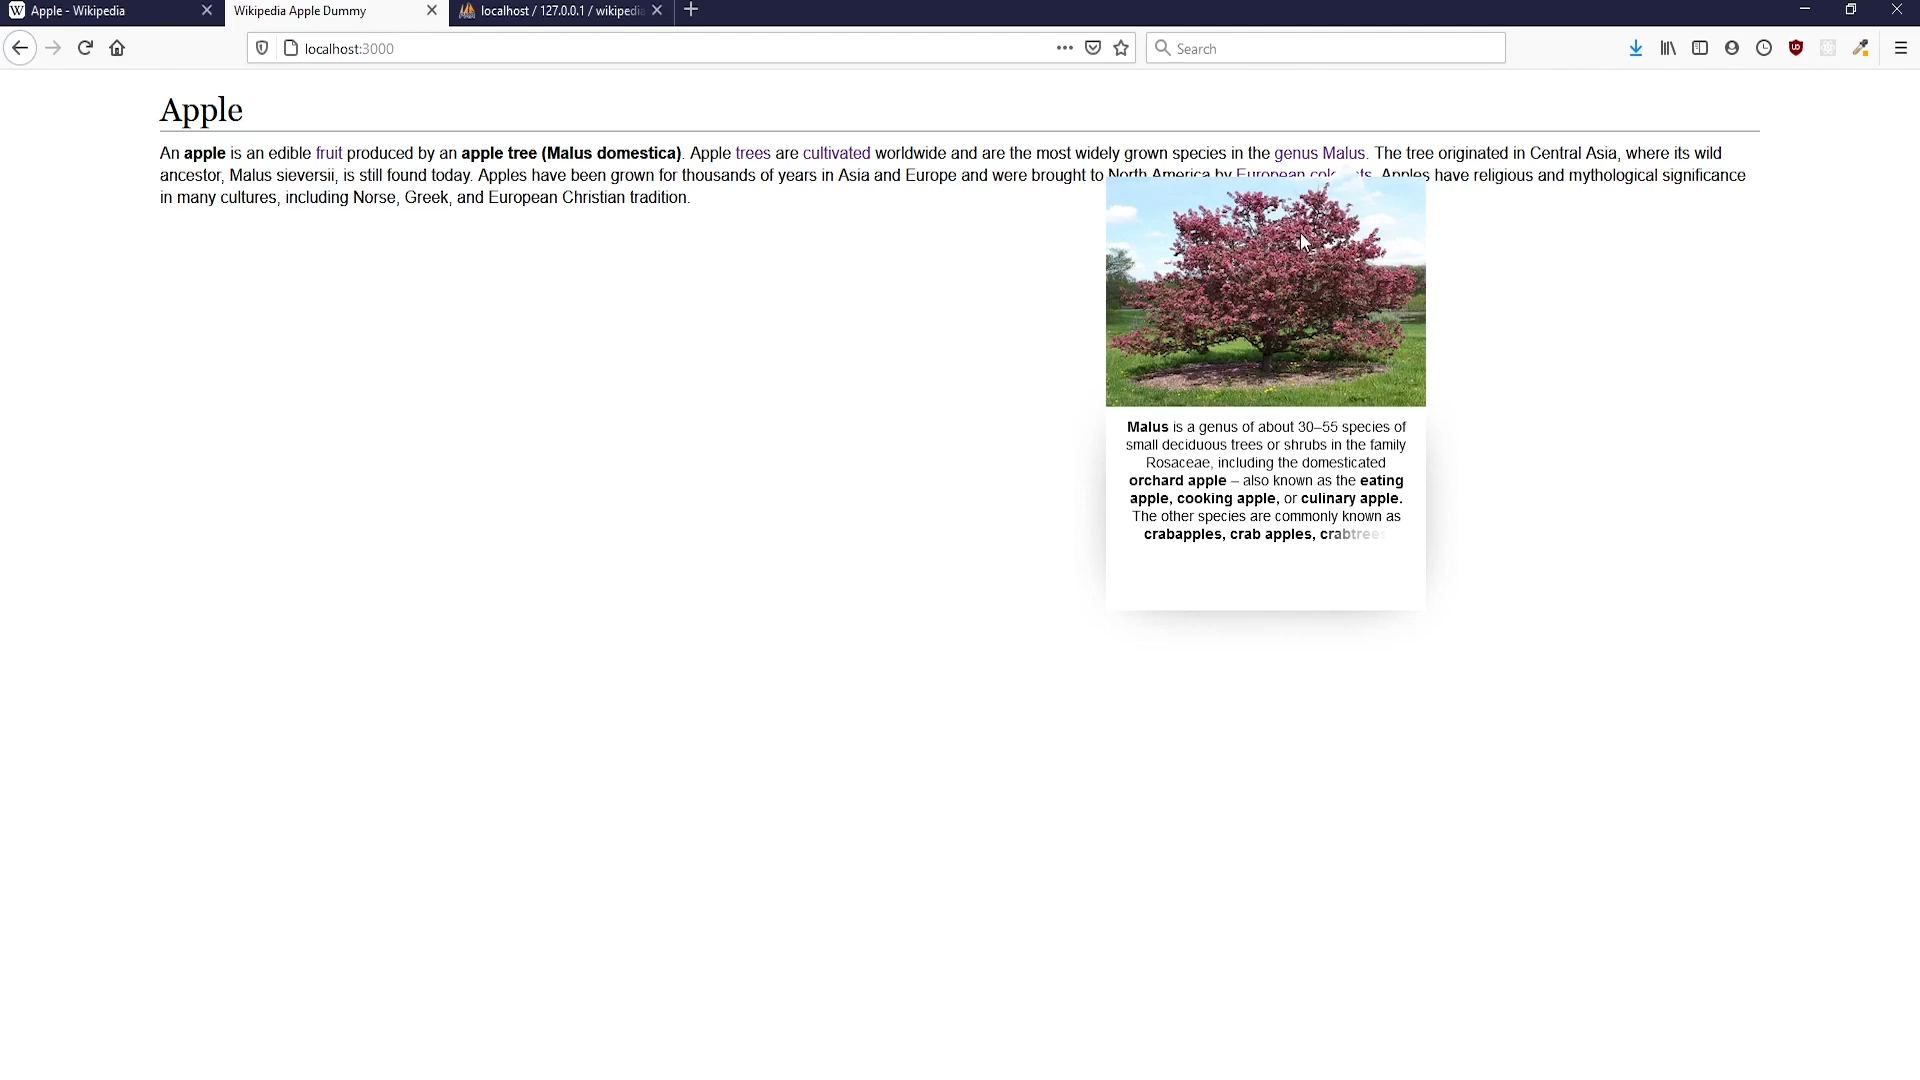 Apple - Wikipedia
Wikipedia Apple Dummy
localhost / 127.0.0.1 / wikipedi
localhost:3000
Search
Apple
An apple is an edible fruit produced by an apple tree (Malus domestica). Apple trees are cultivated worldwide and are the most widely grown species in the genus Malus. The tree originated in Central Asia, where its wild
ancestor, Malus sieversii, is still found today. Apples have been grown for thousands of years in Asia and Europe and were brought to North America by European Apples have religious and mythological significance
in many cultures, including Norse, Greek, and European Christian tradition.
Malus is a genus of about 30–55 species of
small deciduous trees or shrubs in the family
Rosaceae, including the domesticated
orchard apple – also known as the eating
apple, cooking apple, or culinary apple.
The other species are commonly known as
crabapples, crab apples, crabtrees